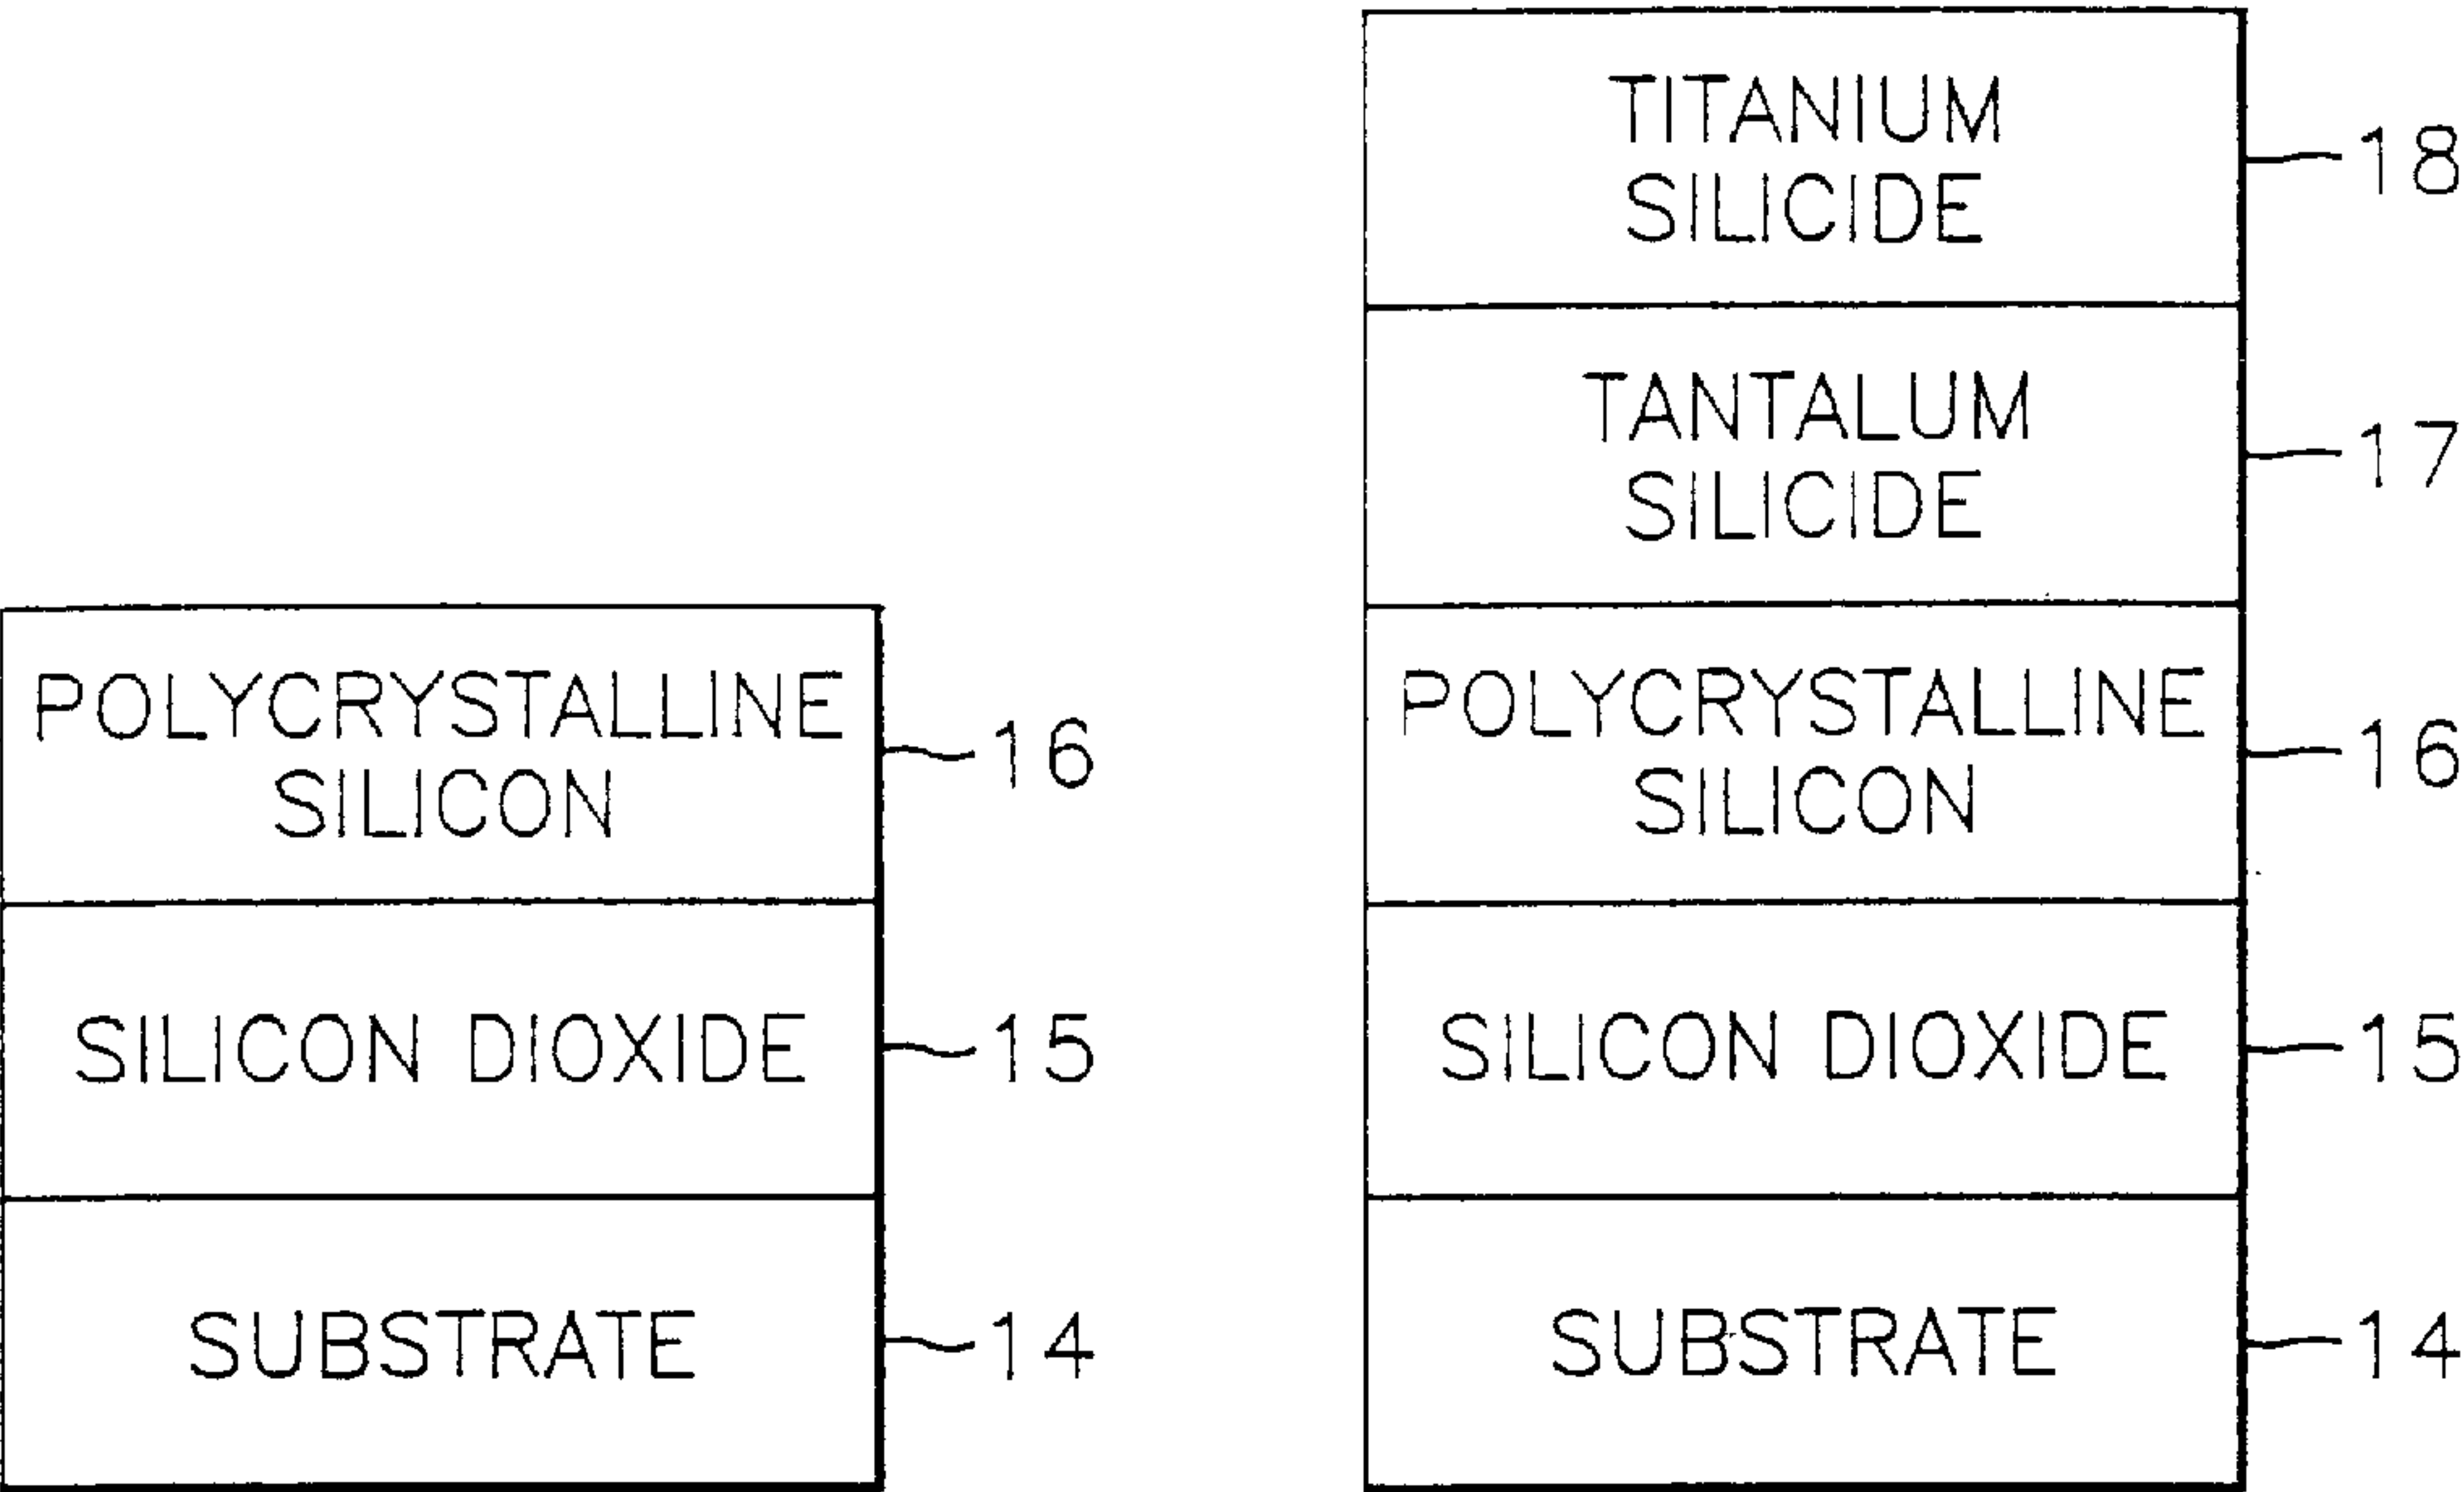 POLYCRYSTALLINE
SILICON
16
SILICON DIOXIDE
15
SUBSTRATE
14
TITANIUM
SILICIDE
18
TANTALUM
SILICIDE
17
POLYCRYSTALLINE
SILICON
16
SILICON DIOXIDE
15
SUBSTRATE
14